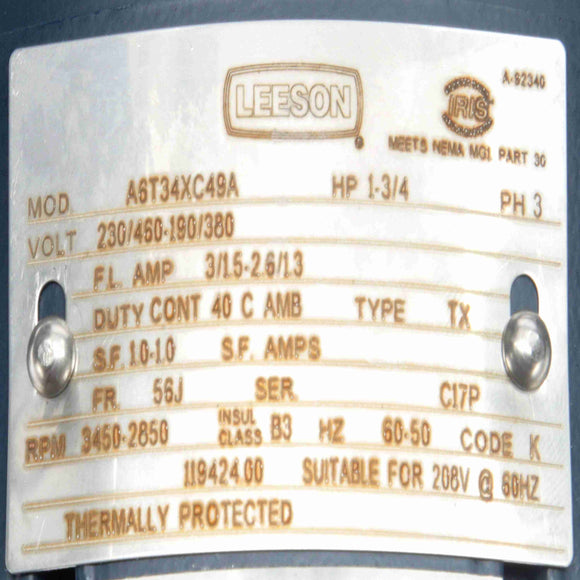 LEESON
A-62340
IRIS
MEETS NEMA MG1 PART 30
MOD. A6T34XC49A HP 1-3/4 PH 3
VOLT 230/460-190/380
F.L. AMP 3/1.5-2.6/1.3
DUTY CONT 40 C AMB TYPE TX
S.F. 1.0-1.0 S.F. AMPS
FR. 56J SER. C17P
RPM 3450-2850 INSUL CLASS B3 HZ 60-50 CODE K
119424.00 SUITABLE FOR 208V @ 60HZ
THERMALLY PROTECTED